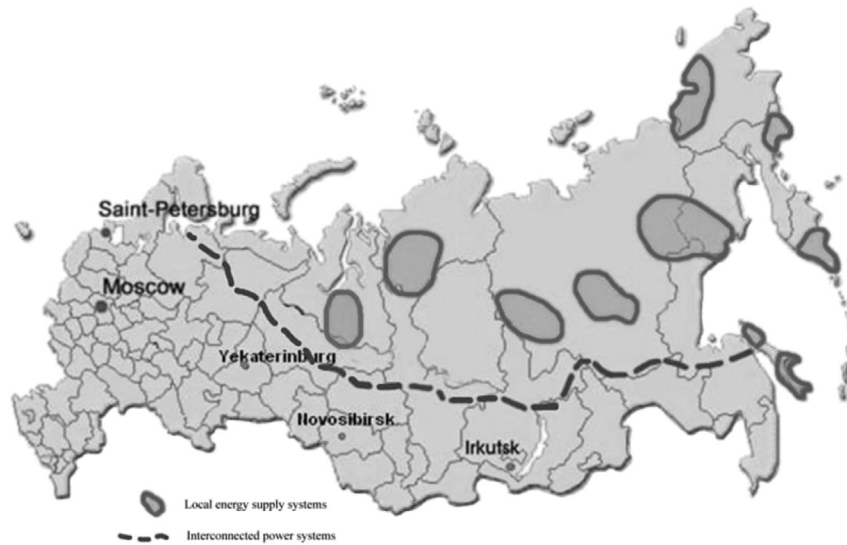 Saint-Petersburg
Moscow
Yekaterinburg
Novosibirsk
Irkutsk
Local energy supply systems
Interconnected power systems